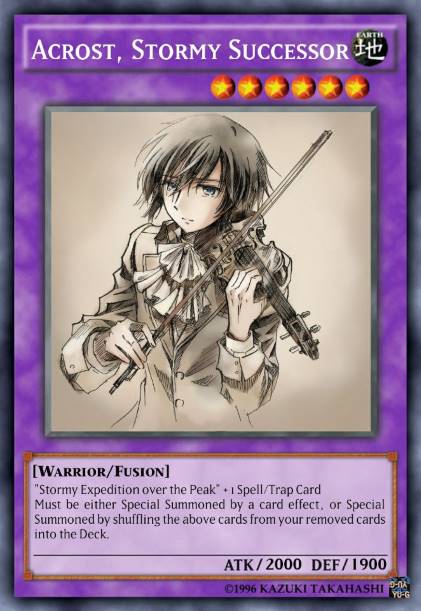 ACROST, STORMY SUCCESSOR
EARTH
地
[WARRIOR/FUSION]
"Stormy Expedition over the Peak" + 1 Spell/Trap Card
Must be either Special Summoned by a card effect, or Special
Summoned by shuffling the above cards from your removed cards
into the Deck.
ATK/2000 DEF/1900
©1996 KAZUKI TAKAHASHI